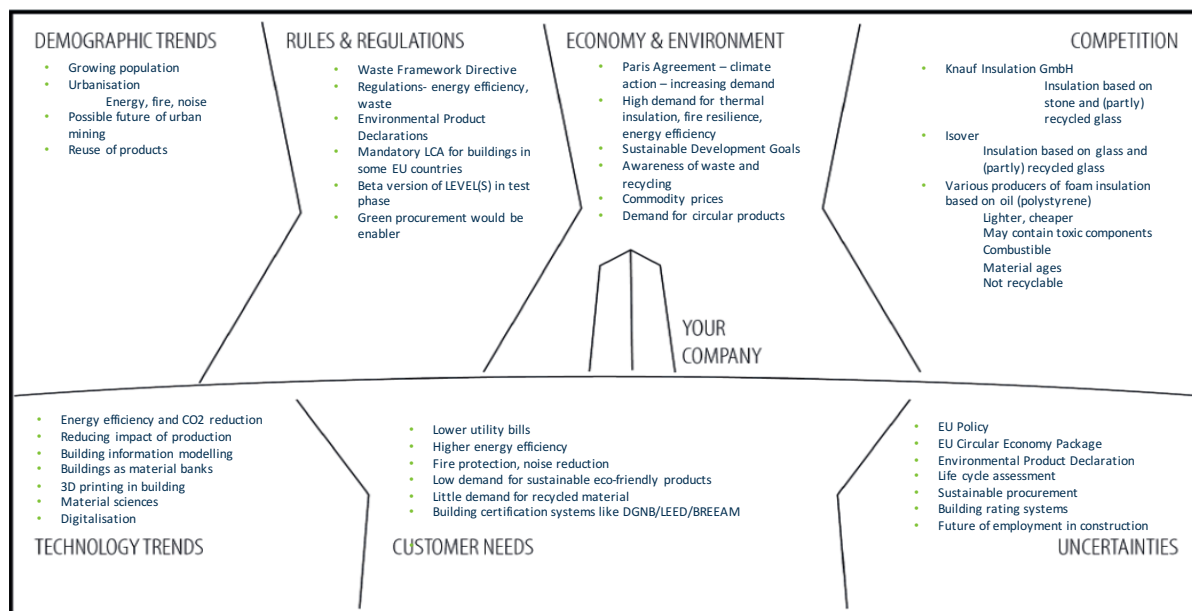 DEMOGRAPHIC TRENDS
• Growing population
• Urbanisation
Energy, fire, noise
• Possible future of urban
mining
• Reuse of products
RULES & REGULATIONS
• Waste Framework Directive
• Regulations- energy efficiency,
waste
• Environmental Product
Declarations
• Mandatory LCA for buildings in
some EU countries
• Beta version of LEVEL(S) in test
phase
• Green procurement would be
enabler
ECONOMY & ENVIRONMENT
• Paris Agreement – climate
action – increasing demand
• High demand for thermal
insulation, fire resilience,
energy efficiency
• Sustainable Development Goals
• Awareness of waste and
recycling
• Commodity prices
• Demand for circular products
COMPETITION
• Knauf Insulation GmbH
Insulation based on
stone and (partly)
recycled glass
• Isover
Insulation based on glass and
(partly) recycled glass
• Various producers of foam insulation
based on oil (polystyrene)
Lighter, cheaper
May contain toxic components
Combustible
Material ages
Not recyclable
YOUR
COMPANY
• Energy efficiency and CO2 reduction
• Reducing impact of production
• Building information modelling
• Buildings as material banks
• 3D printing in building
• Material sciences
• Digitalisation
TECHNOLOGY TRENDS
• Lower utility bills
• Higher energy efficiency
• Fire protection, noise reduction
• Low demand for sustainable eco-friendly products
• Little demand for recycled material
• Building certification systems like DGNB/LEED/BREEAM
CUSTOMER NEEDS
• EU Policy
• EU Circular Economy Package
• Environmental Product Declaration
• Life cycle assessment
• Sustainable procurement
• Building rating systems
• Future of employment in construction
UNCERTAINTIES